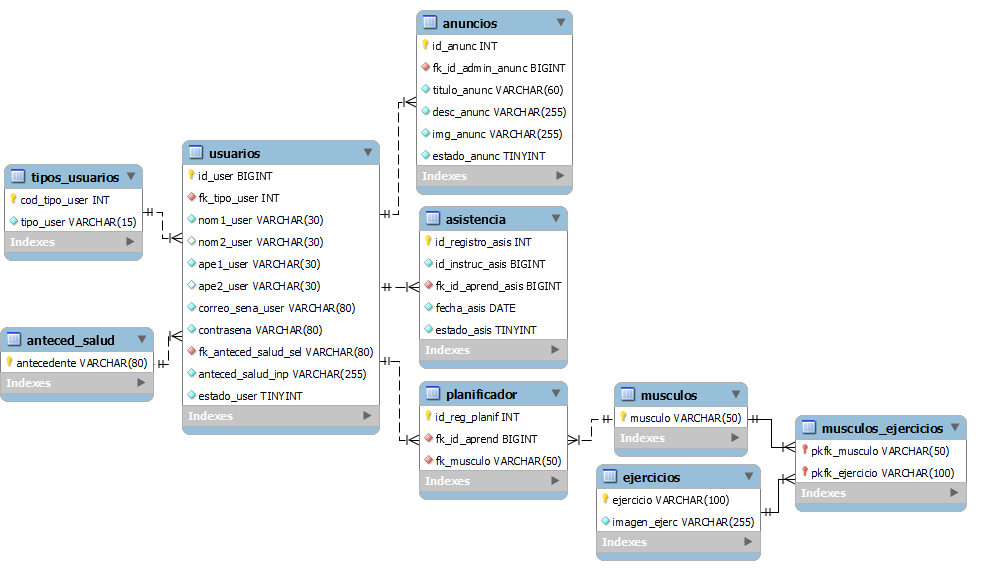 anuncios
id_anunc INT
fk_id_admin_anunc BIGINT
titulo_anunc VARCHAR(60)
desc_anunc VARCHAR(255)
img_anunc VARCHAR(255)
estado_anunc TINYINT
Indexes
tipos_usuarios
cod_tipo_user INT
tipo_user VARCHAR(15)
Indexes
usuarios
id_user BIGINT
fk_tipo_user INT
nom1_user VARCHAR(30)
nom2_user VARCHAR(30)
ape1_user VARCHAR(30)
ape2_user VARCHAR(30)
correo_sena_user VARCHAR(80)
contrasena VARCHAR(80)
fk_anteced_salud_sel VARCHAR(80)
anteced_salud_inp VARCHAR(255)
estado_user TINYINT
Indexes
asistencia
id_registro_asis INT
id_instruc_asis BIGINT
fk_id_aprend_asis BIGINT
fecha_asis DATE
estado_asis TINYINT
Indexes
anteced_salud
antecedente VARCHAR(80)
Indexes
planificador
id_reg_planif INT
fk_id_aprend BIGINT
fk_musculo VARCHAR(50)
Indexes
musculos
musculo VARCHAR(50)
Indexes
musculos_ejercicios
pkfk_musculo VARCHAR(50)
pkfk_ejercicio VARCHAR(100)
Indexes
ejercicios
ejercicio VARCHAR(100)
imagen_ejerc VARCHAR(255)
Indexes